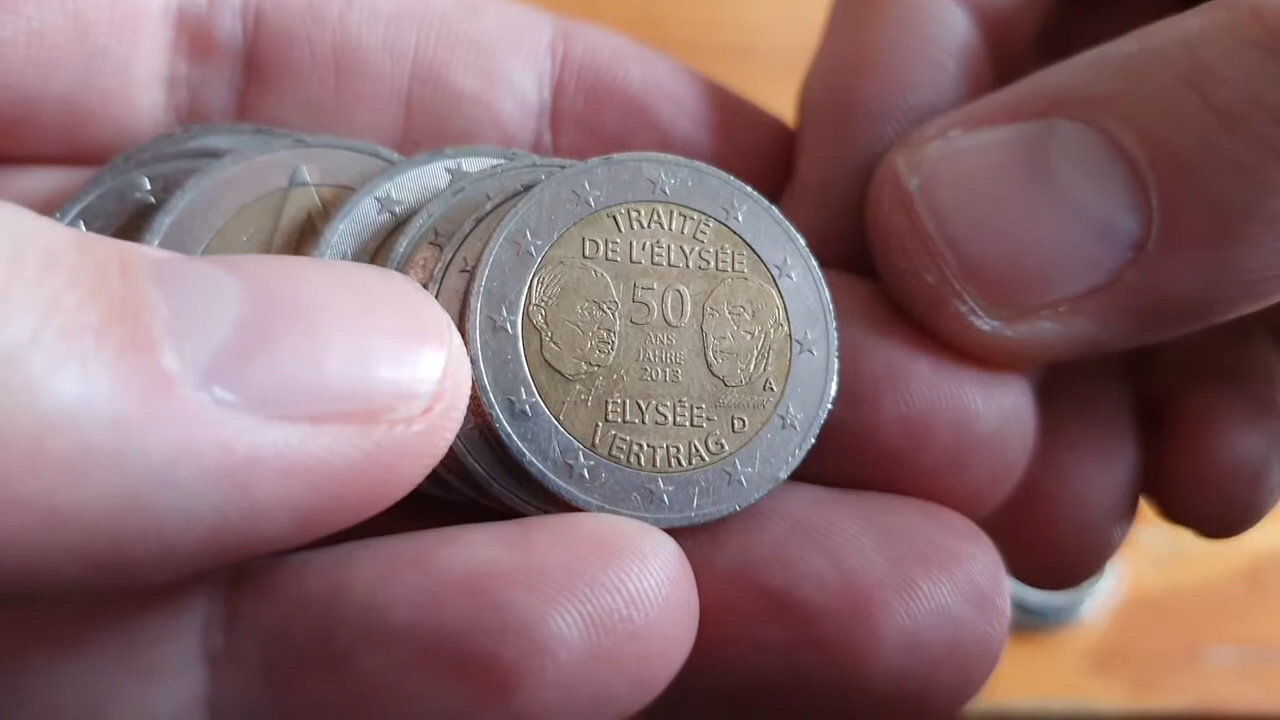 TRAITÉ
DE L'ÉLYSÉE
50
ANS
JAHRE
2013
A
ÉLYSÉE-
D
VERTRAG